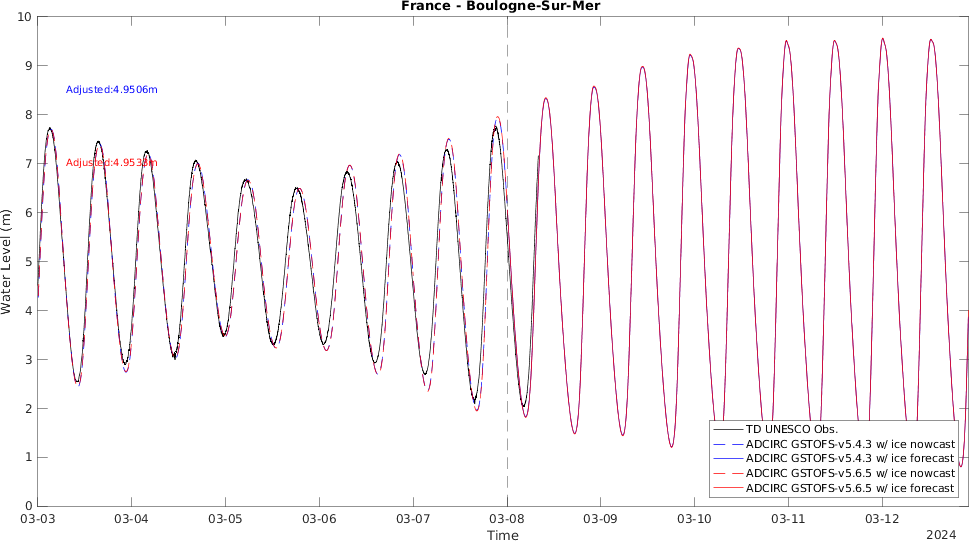 France - Boulogne-Sur-Mer
10
9
8
7
6
5
4
3
2
1
0
Water Level (m)
Adjusted:4.9506m
Adjusted:4.9533m
TD UNESCO Obs.
ADCIRC GSTOFS-v5.4.3 w/ ice nowcast
ADCIRC GSTOFS-v5.4.3 w/ ice forecast
ADCIRC GSTOFS-v5.6.5 w/ ice nowcast
ADCIRC GSTOFS-v5.6.5 w/ ice forecast
03-03 03-04 03-05 03-06 03-07 03-08 03-09 03-10 03-11 03-12
Time
2024